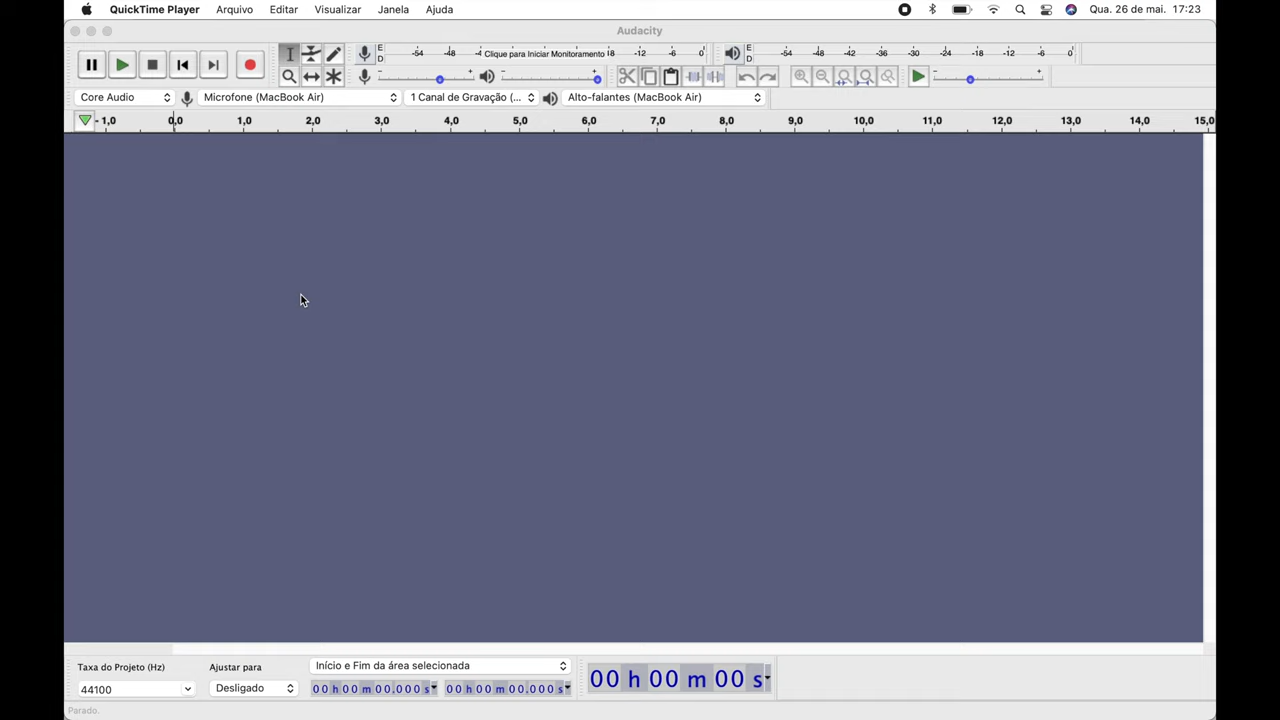 QuickTime Player Arquivo Editar Visualizar Janela Ajuda Qua. 26 de mai. 17:23
Audacity
E D -54 -48 -4 Clique para Iniciar Monitoramento 18 -12 -6 0 E D -54 -48 -42 -36 -30 -24 -18 -12 -6 0
- + - + - +
Core Audio Microfone (MacBook Air) 1 Canal de Gravação (... Alto-falantes (MacBook Air)
- 1,0 0,0 1,0 2,0 3,0 4,0 5,0 6,0 7,0 8,0 9,0 10,0 11,0 12,0 13,0 14,0 15,0
Taxa do Projeto (Hz) Ajustar para Início e Fim da área selecionada
44100 Desligado 00 h 00 m 00.000 s 00 h 00 m 00.000 s 00 h 00 m 00 s
Parado.